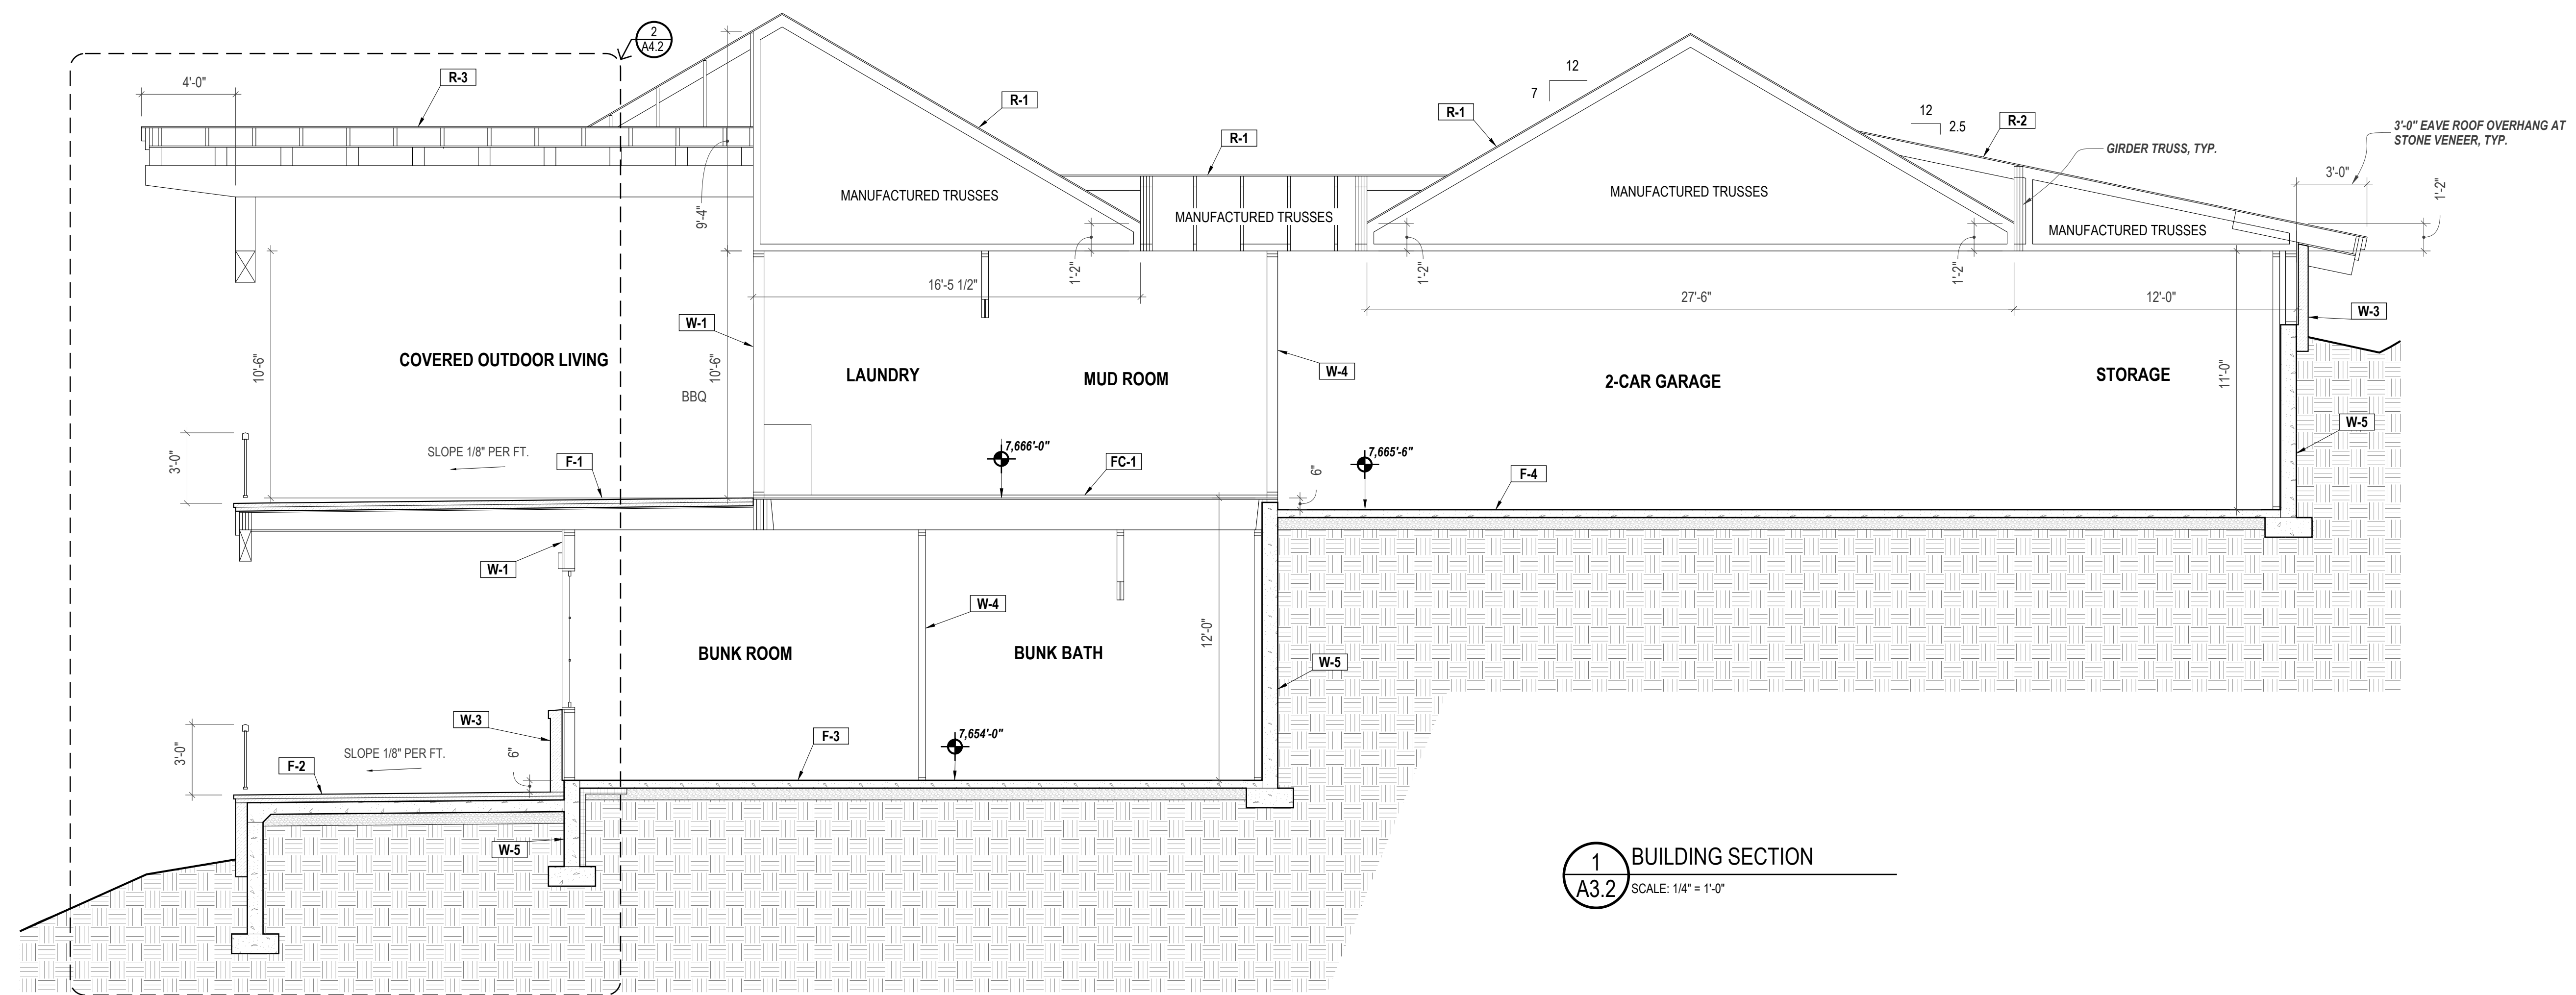 2
A4.2
4'-0"
R-3
R-1
12
7
R-1
R-1
12
2.5
R-2
3'-0" EAVE ROOF OVERHANG AT
STONE VENEER, TYP.
GIRDER TRUSS, TYP.
3'-0"
1'-2"
MANUFACTURED TRUSSES
MANUFACTURED TRUSSES
MANUFACTURED TRUSSES
MANUFACTURED TRUSSES
9'-4"
1'-2"
1'-2"
1'-2"
16'-5 1/2"
27'-6"
12'-0"
W-1
W-3
10'-6"
COVERED OUTDOOR LIVING
10'-6"
BBQ
LAUNDRY
MUD ROOM
W-4
2-CAR GARAGE
STORAGE
11'-0"
W-5
3'-0"
SLOPE 1/8" PER FT.
F-1
7,666'-0"
FC-1
6"
7,665'-6"
F-4
W-1
W-4
12'-0"
BUNK ROOM
BUNK BATH
W-5
3'-0"
W-3
SLOPE 1/8" PER FT.
6"
F-2
F-3
7,654'-0"
W-5
1
A3.2
BUILDING SECTION
SCALE: 1/4" = 1'-0"